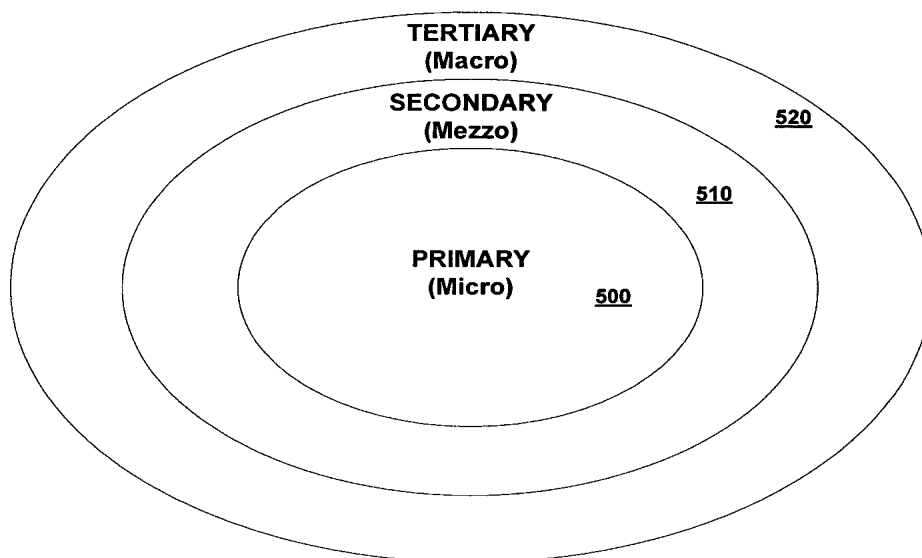 TERTIARY
(Macro)
520
SECONDARY
(Mezzo)
510
PRIMARY
(Micro)
500